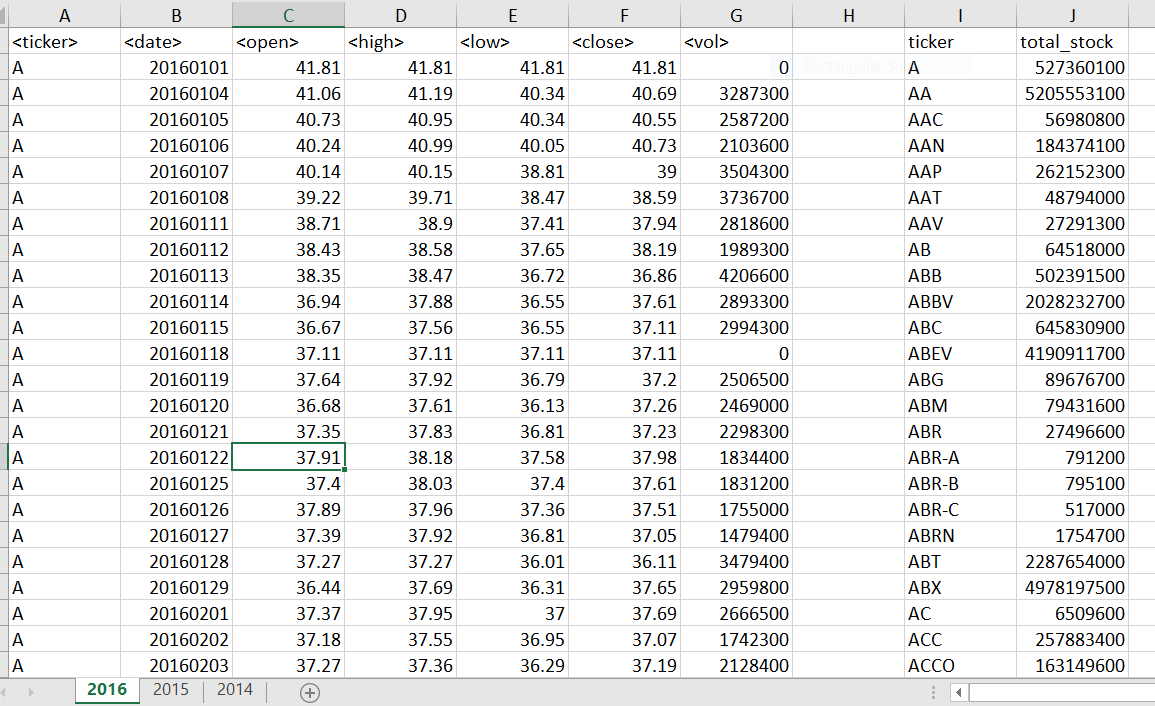 A B C D E F G H I J
<ticker> <date> <open> <high> <low> <close> <vol> ticker total_stock
A 20160101 41.81 41.81 41.81 41.81 0 A 527360100
A 20160104 41.06 41.19 40.34 40.69 3287300 AA 5205553100
A 20160105 40.73 40.95 40.34 40.55 2587200 AAC 56980800
A 20160106 40.24 40.99 40.05 40.73 2103600 AAN 184374100
A 20160107 40.14 40.15 38.81 39 3504300 AAP 262152300
A 20160108 39.22 39.71 38.47 38.59 3736700 AAT 48794000
A 20160111 38.71 38.9 37.41 37.94 2818600 AAV 27291300
A 20160112 38.43 38.58 37.65 38.19 1989300 AB 64518000
A 20160113 38.35 38.47 36.72 36.86 4206600 ABB 502391500
A 20160114 36.94 37.88 36.55 37.61 2893300 ABBV 2028232700
A 20160115 36.67 37.56 36.55 37.11 2994300 ABC 645830900
A 20160118 37.11 37.11 37.11 37.11 0 ABEV 4190911700
A 20160119 37.64 37.92 36.79 37.2 2506500 ABG 89676700
A 20160120 36.68 37.61 36.13 37.26 2469000 ABM 79431600
A 20160121 37.35 37.83 36.81 37.23 2298300 ABR 27496600
A 20160122 37.91 38.18 37.58 37.98 1834400 ABR-A 791200
A 20160125 37.4 38.03 37.4 37.61 1831200 ABR-B 795100
A 20160126 37.89 37.96 37.36 37.51 1755000 ABR-C 517000
A 20160127 37.39 37.92 36.81 37.05 1479400 ABRN 1754700
A 20160128 37.27 37.27 36.01 36.11 3479400 ABT 2287654000
A 20160129 36.44 37.69 36.31 37.65 2959800 ABX 4978197500
A 20160201 37.37 37.95 37 37.69 2666500 AC 6509600
A 20160202 37.18 37.55 36.95 37.07 1742300 ACC 257883400
A 20160203 37.27 37.36 36.29 37.19 2128400 ACCO 163149600
2016 2015 2014